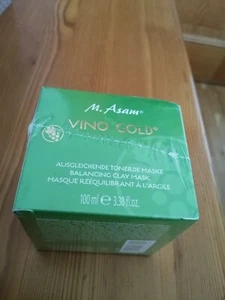 M. Asam®
VINO GOLD®
AUSGLEICHENDE TONERDE MASKE
BALANCING CLAY MASK
MASQUE RÉÉQUILIBRANT À L'ARGILE
100 ml e 3.38 fl.oz.